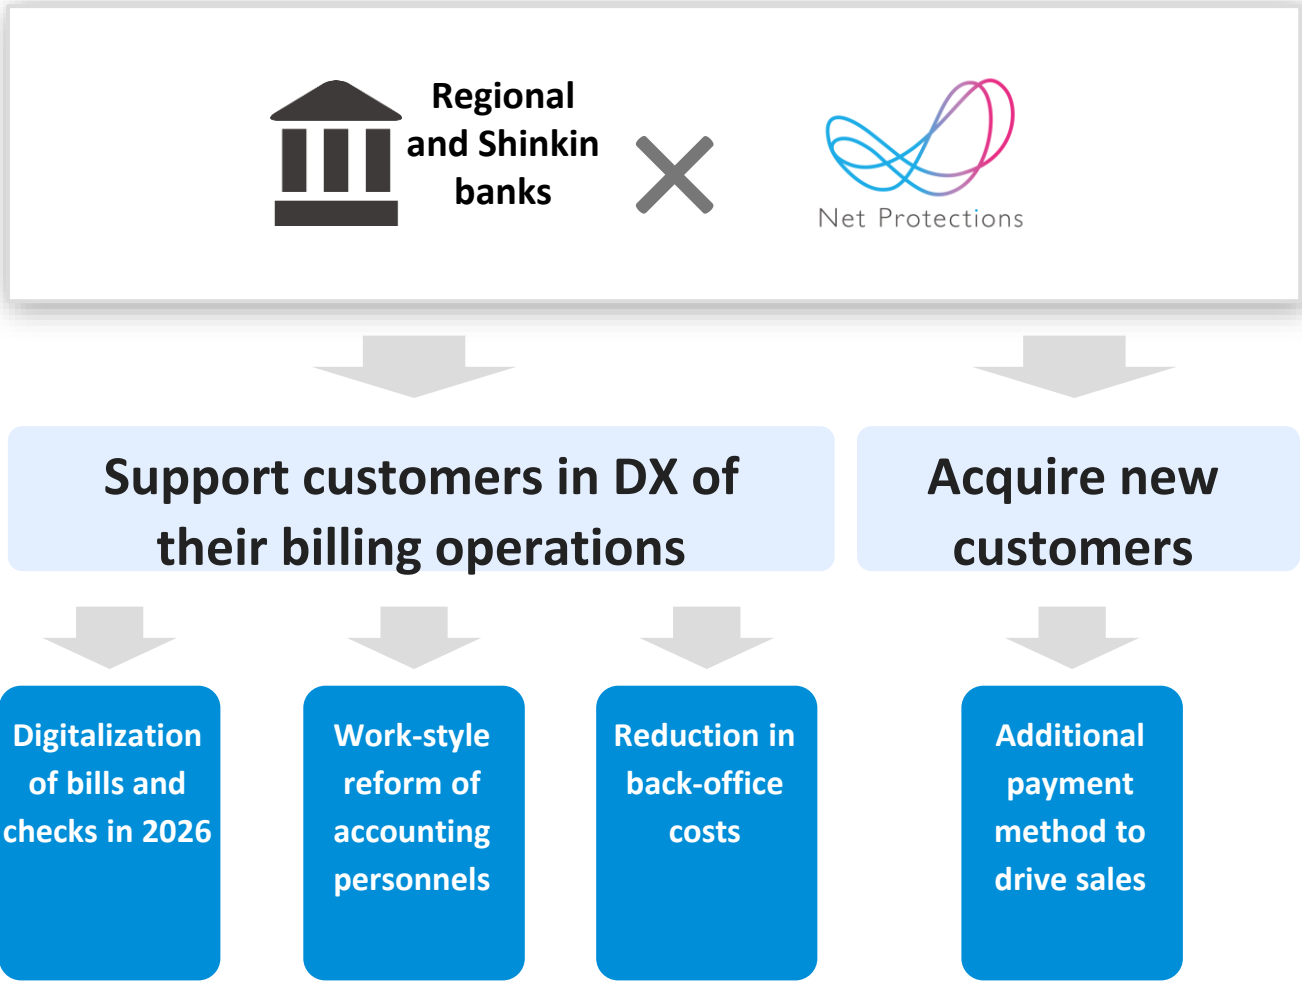 Regional
and Shinkin
banks
Net Protections
Support customers in DX of
their billing operations
Acquire new
customers
Digitalization
of bills and
checks in 2026
Work-style
reform of
accounting
personnels
Reduction in
back-office
costs
Additional
payment
method to
drive sales